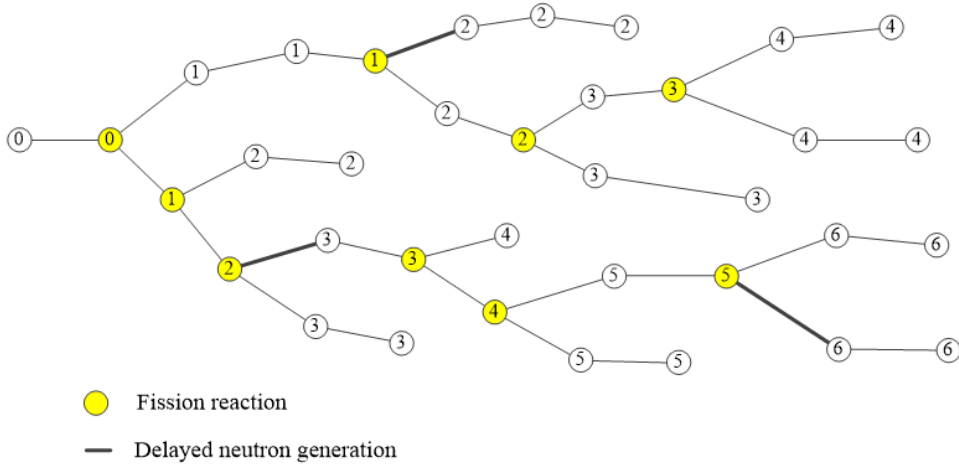 2 2 2 4 4
1 1 1 3 3
2
0 0 2 4 4
2 2 3
1 3
3 4 6 6
2 3 5 5
3 4
3 5 5 6 6
Fission reaction
Delayed neutron generation